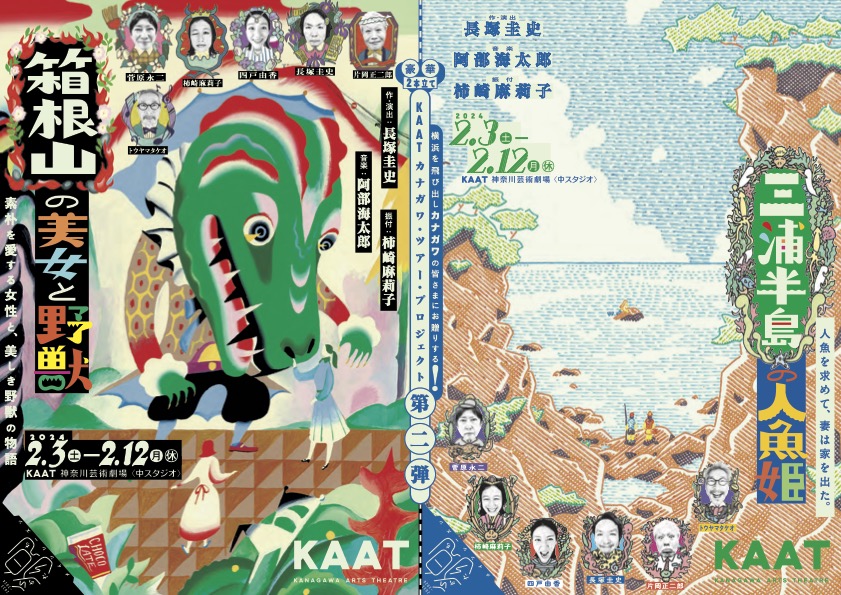 菅原永二
柿崎麻莉子
四戸由香
長塚圭史
片岡正二郎
トウヤマタケオ
箱根山
の美女と野獣
素朴を愛する女性と、美しき野獣の物語
作・演出：長塚圭史
音楽：阿部海太郎
振付：柿崎麻莉子
2024
2.3土—2.12月休
KAAT 神奈川芸術劇場〈中スタジオ〉
CHOCO
LATE
KAAT
KANAGAWA ARTS THEATRE
豪華
2本立て
横浜を飛び出しカナガワの皆さまにお贈りする
KAAT カナガワ・ツアー・プロジェクト
第二弾！
作・演出
長塚圭史
音楽
阿部海太郎
振付
柿崎麻莉子
2024
2.3土—
2.12月休
KAAT 神奈川芸術劇場〈中スタジオ〉
三浦半島
の人魚姫
人魚を求めて、妻は家を出た。
菅原永二
柿崎麻莉子
四戸由香
長塚圭史
片岡正二郎
トウヤマタケオ
KAAT
KANAGAWA ARTS THEATRE